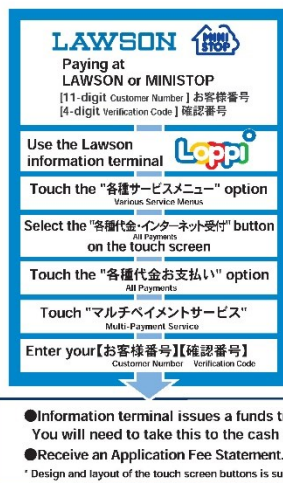 LAWSON MINI STOP
Paying at
LAWSON or MINISTOP
[11-digit Customer Number ] お客様番号
[4-digit Verification Code ] 確認番号
Use the Lawson
information terminal
Loppi
Touch the "各種サービスメニュー" option
Various Service Menus
Select the "各種代金・インターネット受付" button
All Payments
on the touch screen
Touch the "各種代金お支払い" option
All Payments
Touch "マルチペイメントサービス"
Multi-Payment Service
Enter your【お客様番号】【確認番号】
Customer Number Verification Code
●Information terminal issues a funds
You will need to take this to the cash
●Receive an Application Fee Statement.
* Design and layout of the touch screen buttons is